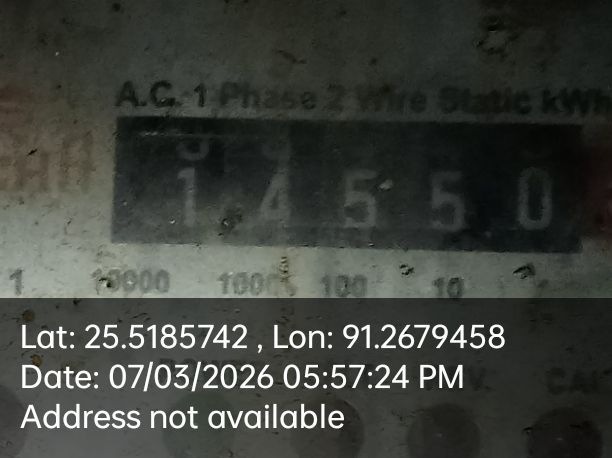 A.C. 1 Phase 2 Wire Static kWh
1 4 5 5 0
1 10000 1000 100 10 1
Lat: 25.5185742 , Lon: 91.2679458
Date: 07/03/2026 05:57:24 PM
Address not available